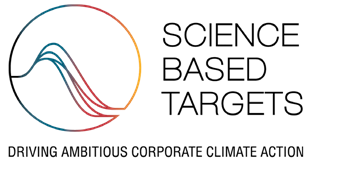 SCIENCE
BASED
TARGETS
DRIVING AMBITIOUS CORPORATE CLIMATE ACTION